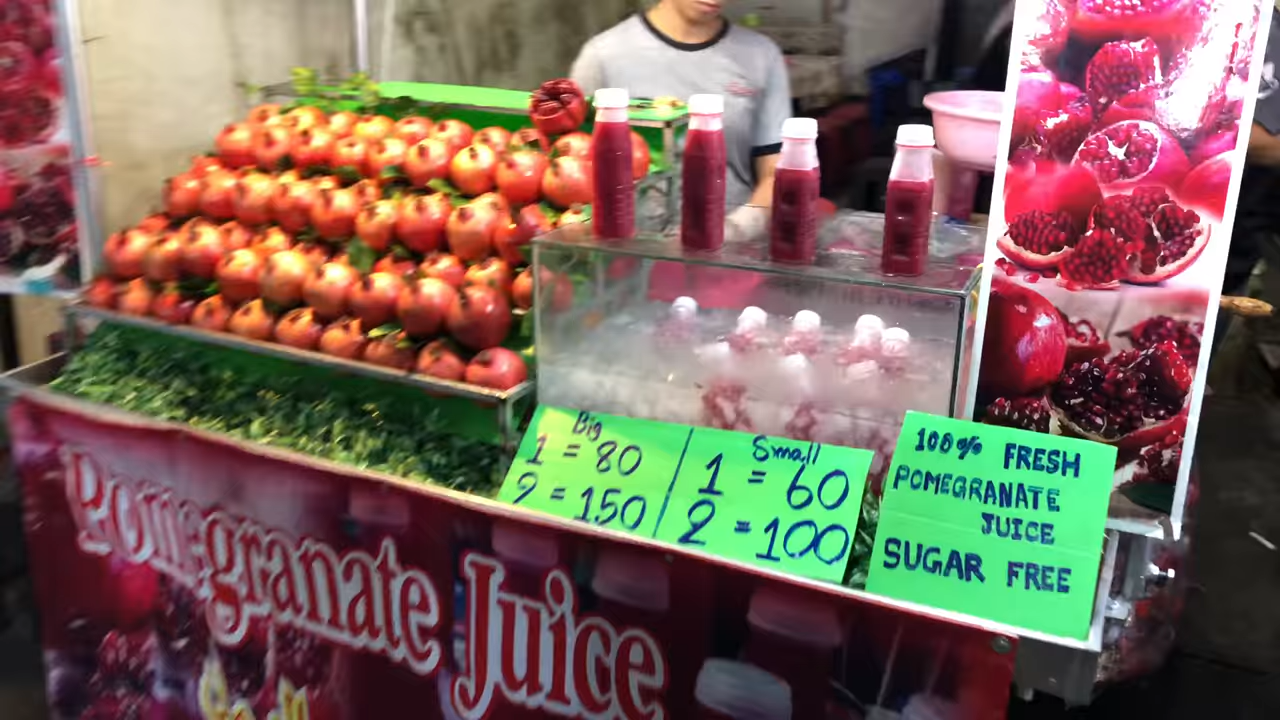 Big
1 = 80
2 = 150
Small
1 = 60
2 = 100
100% FRESH
POMEGRANATE
JUICE
SUGAR FREE
Pomegranate Juice